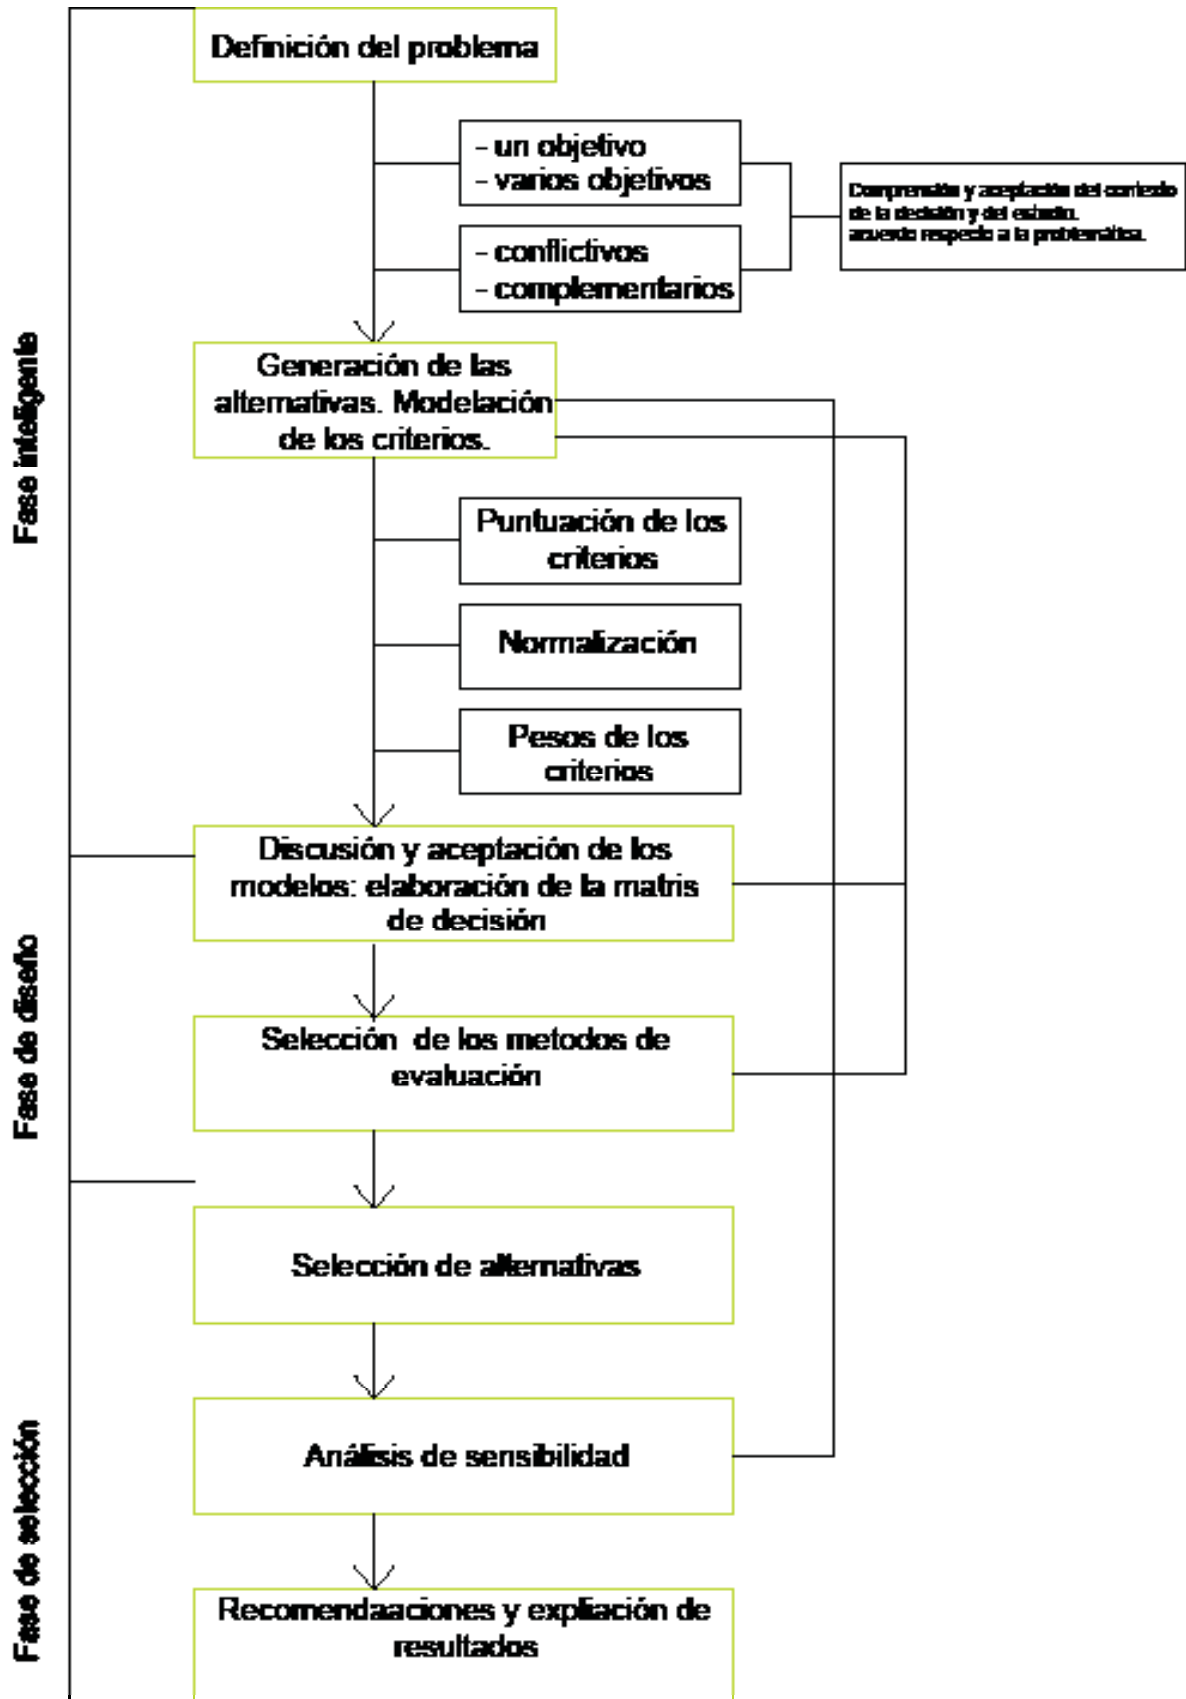 Definición del problema
- un objetivo
- varios objetivos
- conflictivos
- complementarios
Comprensión y aceptación del contexto
de la decisión y del estudio.
acuerdo respecto a la problemática.
Fase inteligente
Generación de las
alternativas. Modelación
de los criterios.
Puntuación de los
criterios
Normalización
Pesos de los
criterios
Fase de diseño
Discusión y aceptación de los
modelos: elaboración de la matris
de decisión
Selección de los metodos de
evaluación
Fase de selección
Selección de alternativas
Análisis de sensibilidad
Recomendaaciones y expliación de
resultados